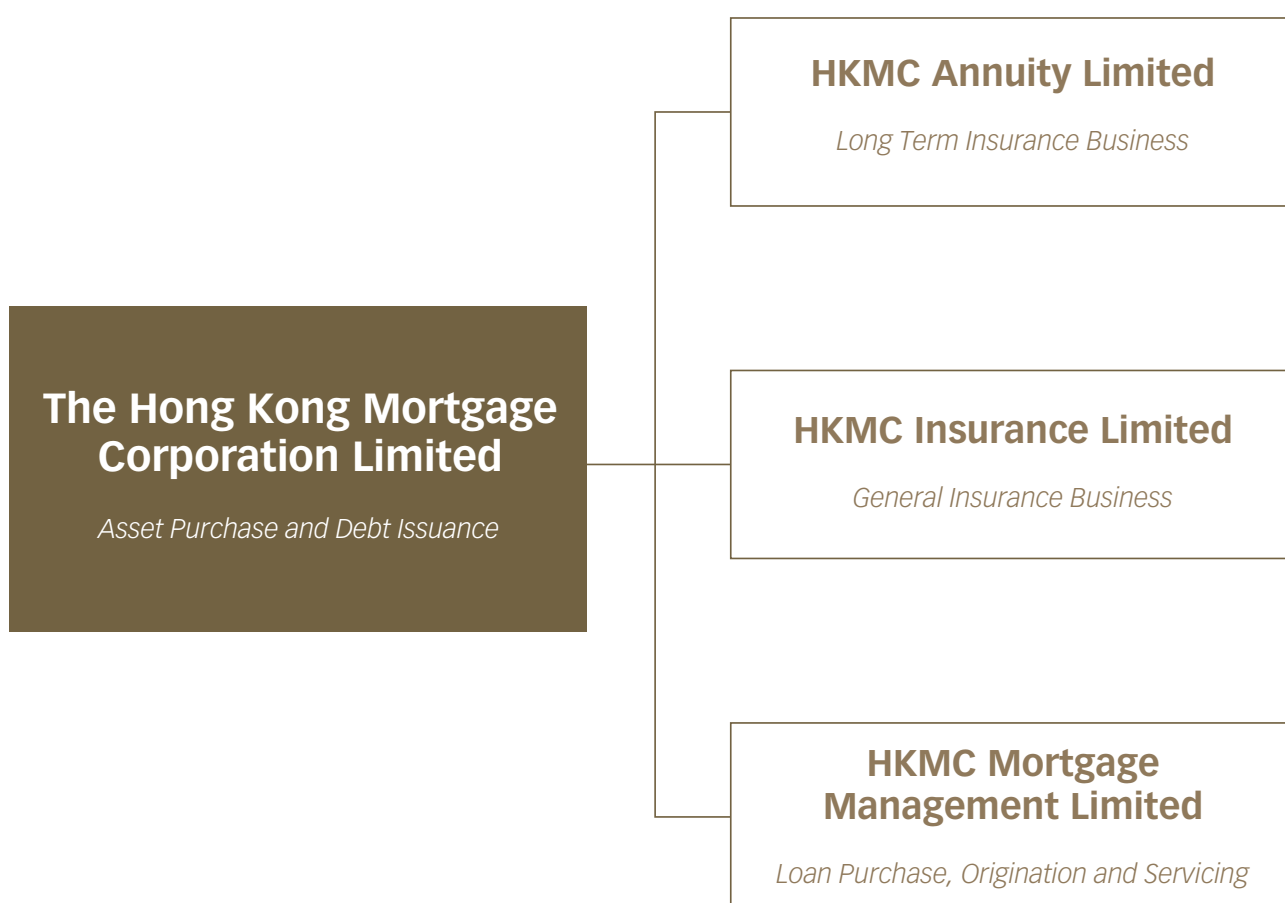 HKMC Annuity Limited
Long Term Insurance Business
The Hong Kong Mortgage
Corporation Limited
Asset Purchase and Debt Issuance
HKMC Insurance Limited
General Insurance Business
HKMC Mortgage
Management Limited
Loan Purchase, Origination and Servicing